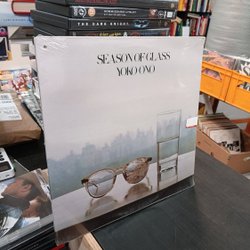 THE DARK KNIGHT
SEASON OF GLASS
YOKO ONO